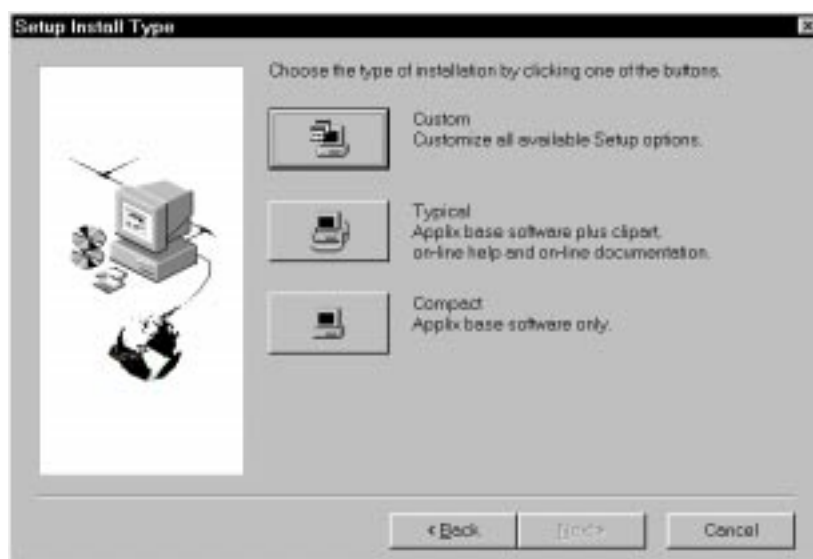 Setup Install Type
Choose the type of installation by clicking one of the buttons.
Custom
Customize all available Setup options.
Typical
Applix base software plus clipart,
on-line help and on-line documentation.
Compact
Applix base software only.
< Back
Next >
Cancel